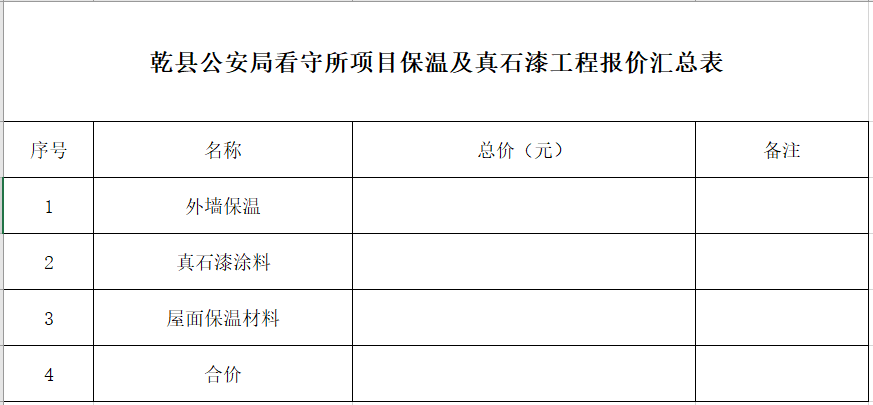 乾县公安局看守所项目保温及真石漆工程报价汇总表
序号 名称 总价（元） 备注
1 外墙保温
2 真石漆涂料
3 屋面保温材料
4 合价